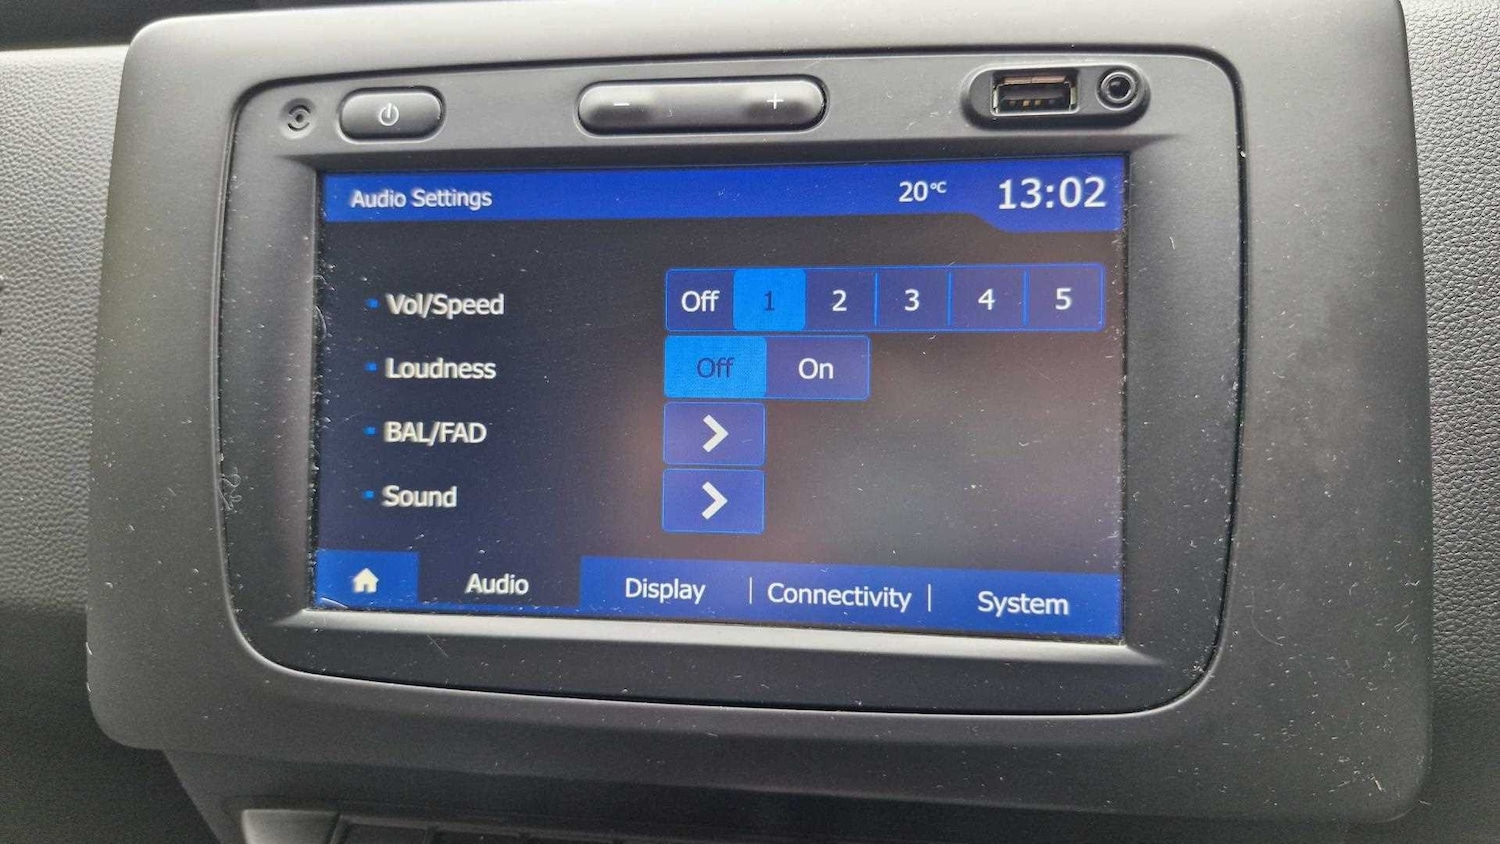 − +
Audio Settings 20°C 13:02
Vol/Speed Off 1 2 3 4 5
Loudness Off On
BAL/FAD
Sound
Audio Display | Connectivity | System